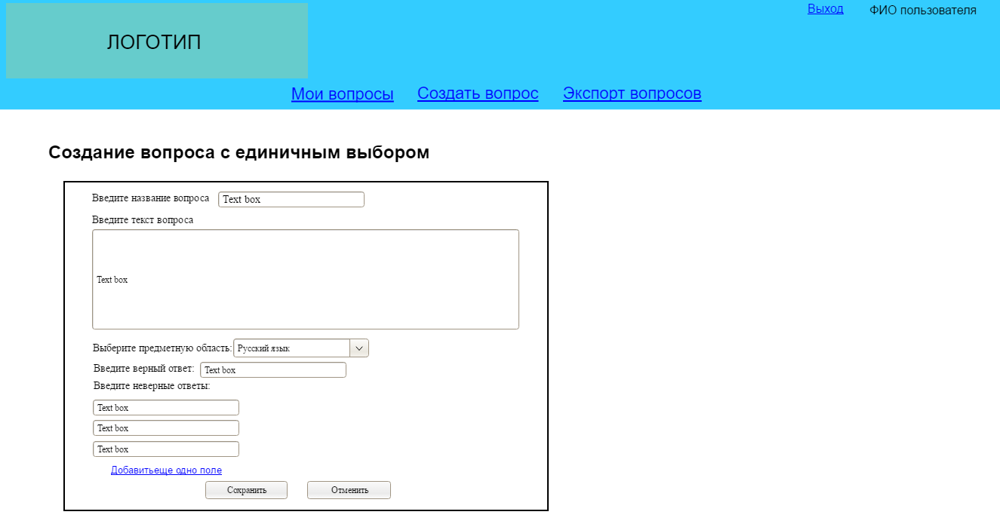 Выход ФИО пользователя
ЛОГОТИП
Мои вопросы Создать вопрос Экспорт вопросов
Создание вопроса с единичным выбором
Введите название вопроса Text box
Введите текст вопроса
Text box
Выберите предметную область: Русский язык
Введите верный ответ: Text box
Введите неверные ответы:
Text box
Text box
Text box
Добавитьеще одно поле
Сохранить Отменить